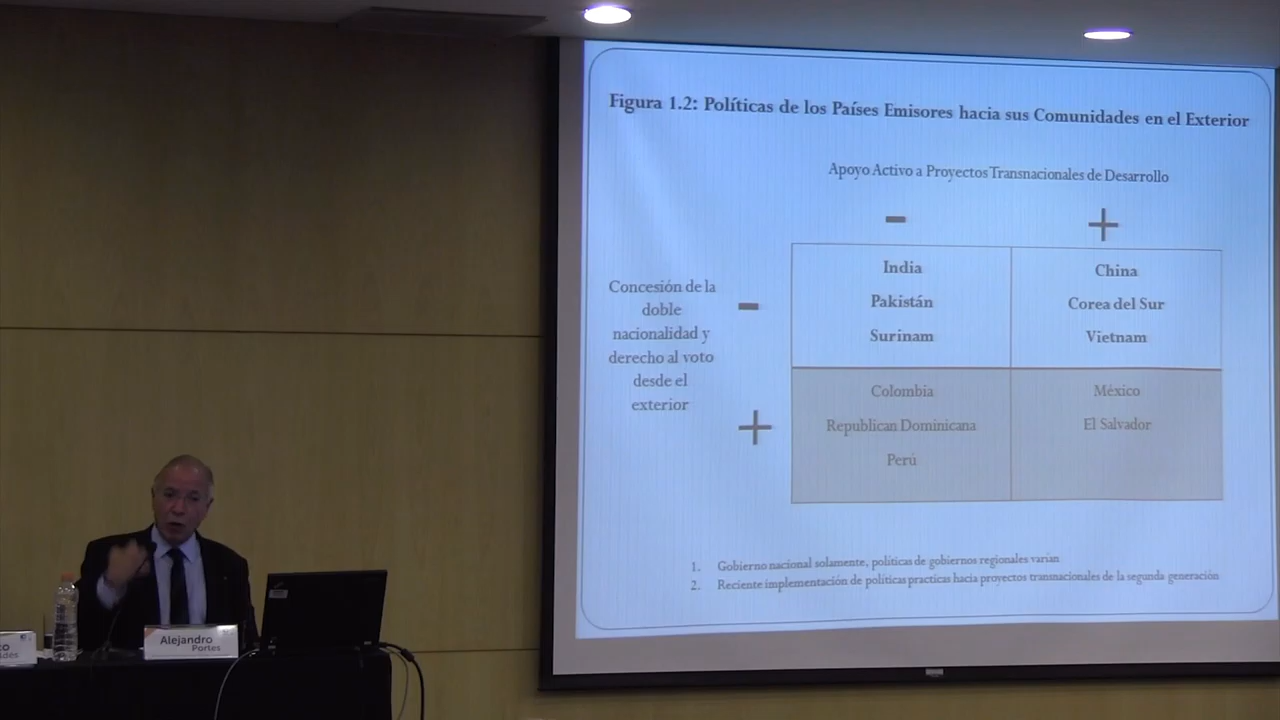 Figura 1.2: Políticas de los Países Emisores hacia sus Comunidades en el Exterior
Apoyo Activo a Proyectos Transnacionales de Desarrollo
− +
Concesión de la
doble
nacionalidad y
derecho al voto
desde el
exterior
−
+
India China
Pakistán Corea del Sur
Surinam Vietnam
Colombia México
Republican Dominicana El Salvador
Perú
1. Gobierno nacional solamente, políticas de gobiernos regionales varían
2. Reciente implementación de políticas practicas hacia proyectos transnacionales de la segunda generación
Alejandro
Portes